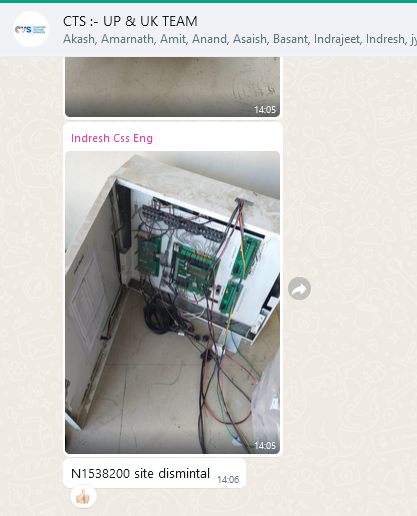 CTS
CTS :- UP & UK TEAM
Akash, Amarnath, Amit, Anand, Asaish, Basant, Indrajeet, Indresh, jy
14:05
Indresh Css Eng
14:05
N1538200 site dismintal 14:06